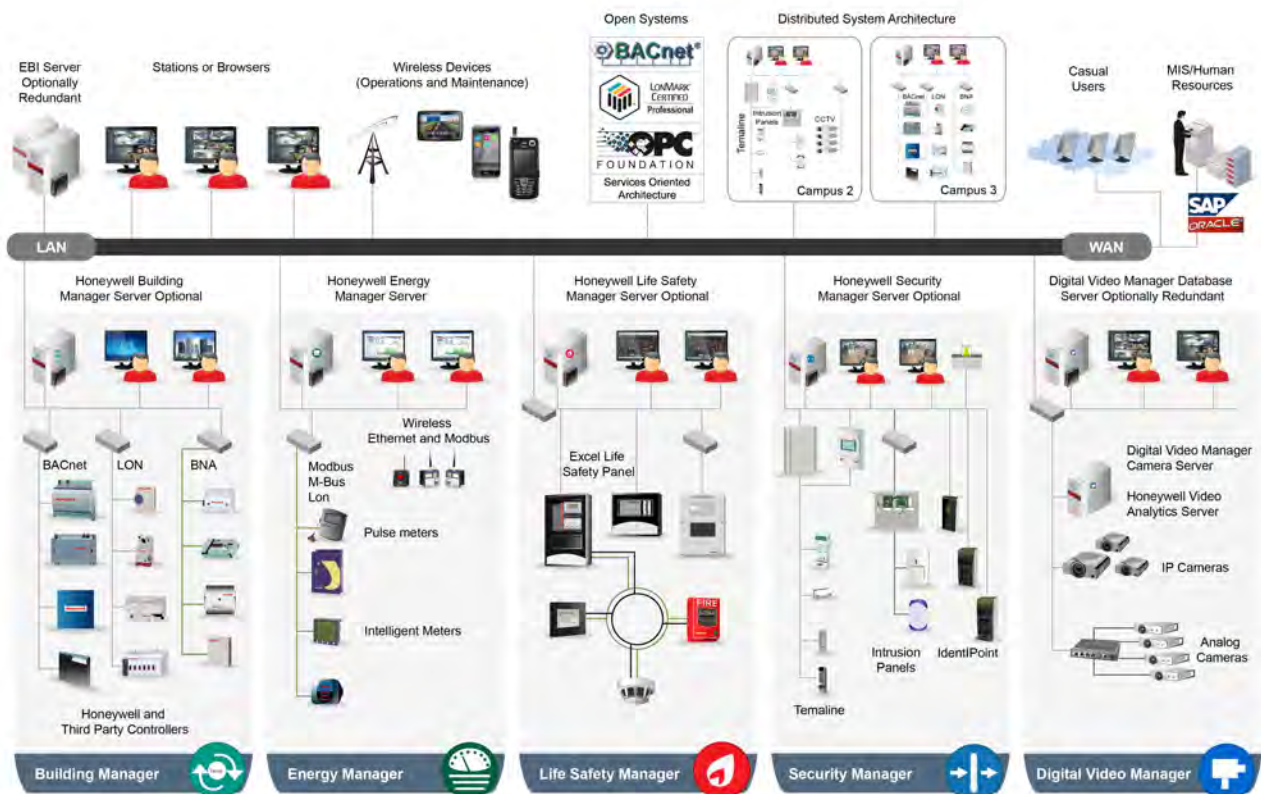 Open Systems
Distributed System Architecture
EBI Server
Optionally
Redundant
Stations or Browsers
Wireless Devices
(Operations and Maintenance)
BACnet®
LONMARK®
CERTIFIED
Professional
OPC
FOUNDATION
Services Oriented
Architecture
Temaline
Intrusion
Panels
CCTV
Campus 2
BACnet
LON
BNA
Campus 3
Casual
Users
MIS/Human
Resources
SAP
ORACLE
LAN
WAN
Honeywell Building
Manager Server Optional
Honeywell Energy
Manager Server
Honeywell Life Safety
Manager Server Optional
Honeywell Security
Manager Server Optional
Digital Video Manager Database
Server Optionally Redundant
BACnet
LON
BNA
Honeywell and
Third Party Controllers
Wireless
Ethernet and Modbus
Modbus
M-Bus
Lon
Pulse meters
Intelligent Meters
Excel Life
Safety Panel
FIRE
Temaline
Intrusion
Panels
IdentIPoint
Digital Video Manager
Camera Server
Honeywell Video
Analytics Server
IP Cameras
Analog
Cameras
Building Manager
Energy Manager
Life Safety Manager
Security Manager
Digital Video Manager